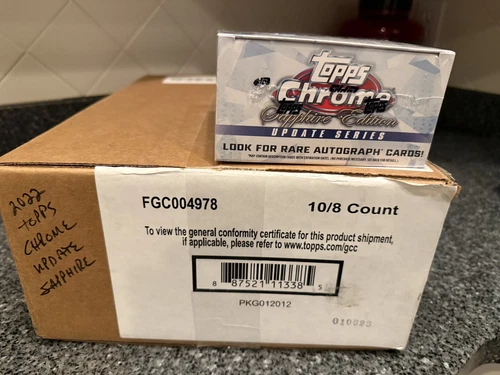 topps
Chrome
Sapphire Edition
UPDATE SERIES
LOOK FOR RARE AUTOGRAPH CARDS!
FGC004978
10/8 Count
To view the general conformity certificate for this product shipment,
if applicable, please refer to www.topps.com/gcc
8 87521 11338 5
PKG012012
2022
TOPPS
CHROME
UPDATE
SAPPHIRE